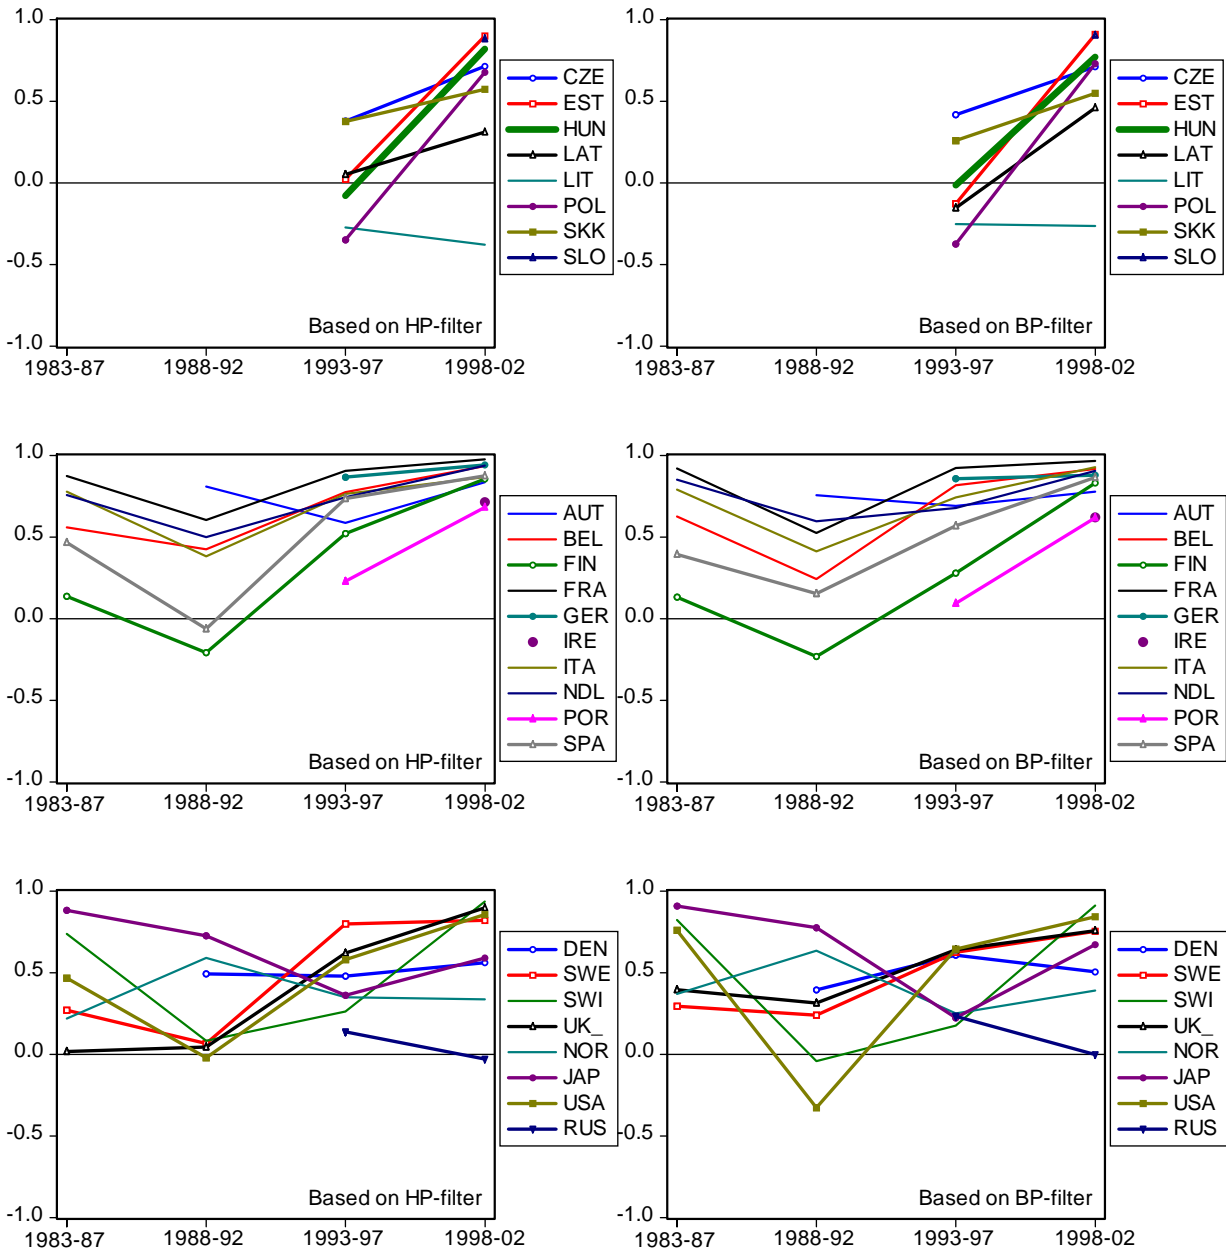 1.0
0.5
0.0
-0.5
-1.0
1983-87 1988-92 1993-97 1998-02
CZE
EST
HUN
LAT
LIT
POL
SKK
SLO
Based on HP-filter
1.0
0.5
0.0
-0.5
-1.0
1983-87 1988-92 1993-97 1998-02
CZE
EST
HUN
LAT
LIT
POL
SKK
SLO
Based on BP-filter
1.0
0.5
0.0
-0.5
-1.0
1983-87 1988-92 1993-97 1998-02
AUT
BEL
FIN
FRA
GER
IRE
ITA
NDL
POR
SPA
Based on HP-filter
1.0
0.5
0.0
-0.5
-1.0
1983-87 1988-92 1993-97 1998-02
AUT
BEL
FIN
FRA
GER
IRE
ITA
NDL
POR
SPA
Based on BP-filter
1.0
0.5
0.0
-0.5
-1.0
1983-87 1988-92 1993-97 1998-02
DEN
SWE
SWI
UK_
NOR
JAP
USA
RUS
Based on HP-filter
1.0
0.5
0.0
-0.5
-1.0
1983-87 1988-92 1993-97 1998-02
DEN
SWE
SWI
UK_
NOR
JAP
USA
RUS
Based on BP-filter